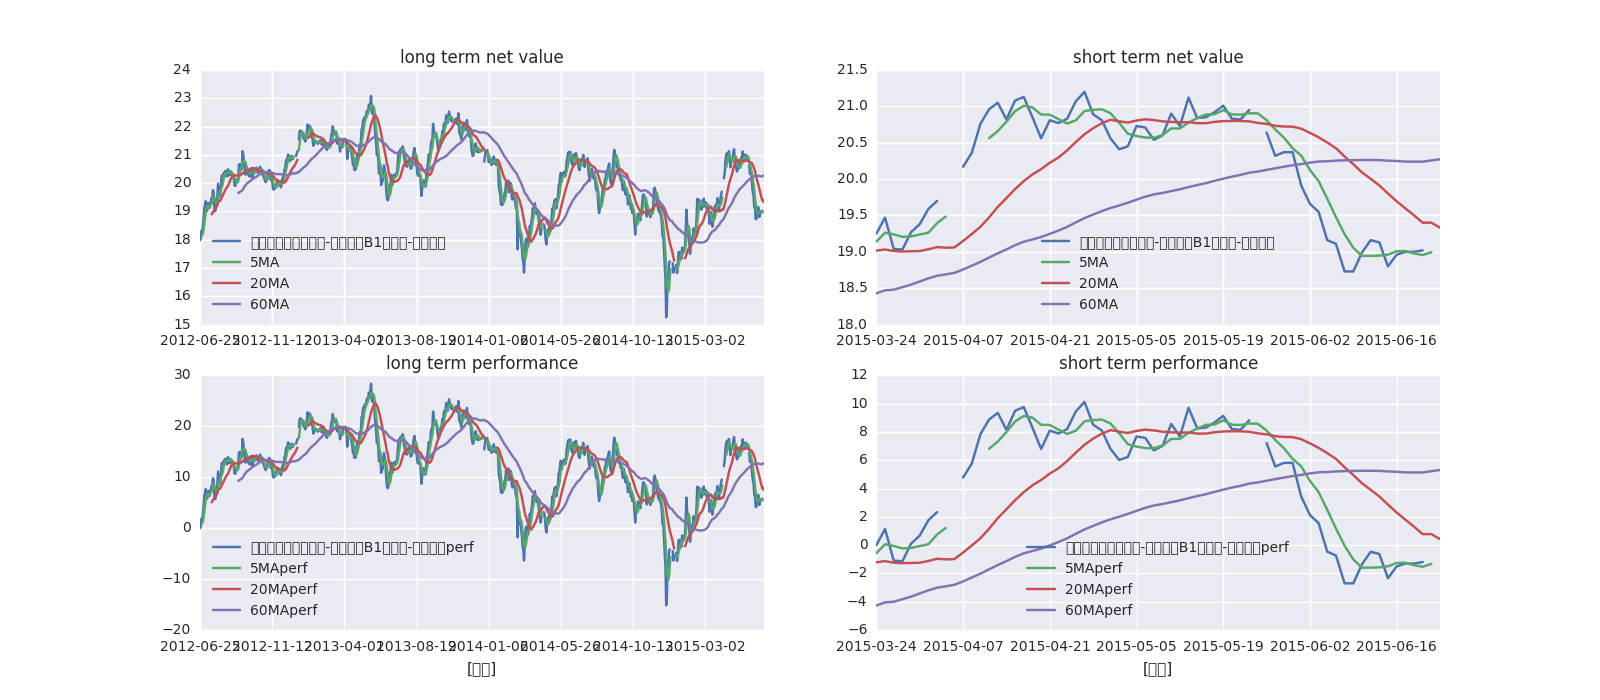 long term net value
24
23
22
21
20
19
18
17
16
15
B1
5MA
20MA
60MA
2012-06-25 2012-11-12 2013-04-01 2013-08-19 2014-01-06 2014-05-26 2014-10-13 2015-03-02
short term net value
21.5
21.0
20.5
20.0
19.5
19.0
18.5
18.0
B1
5MA
20MA
60MA
2015-03-24 2015-04-07 2015-04-21 2015-05-05 2015-05-19 2015-06-02 2015-06-16
long term performance
30
20
10
0
−10
−20
B1 perf
5MAperf
20MAperf
60MAperf
2012-06-25 2012-11-12 2013-04-01 2013-08-19 2014-01-06 2014-05-26 2014-10-13 2015-03-02
short term performance
12
10
8
6
4
2
0
−2
−4
−6
B1 perf
5MAperf
20MAperf
60MAperf
2015-03-24 2015-04-07 2015-04-21 2015-05-05 2015-05-19 2015-06-02 2015-06-16